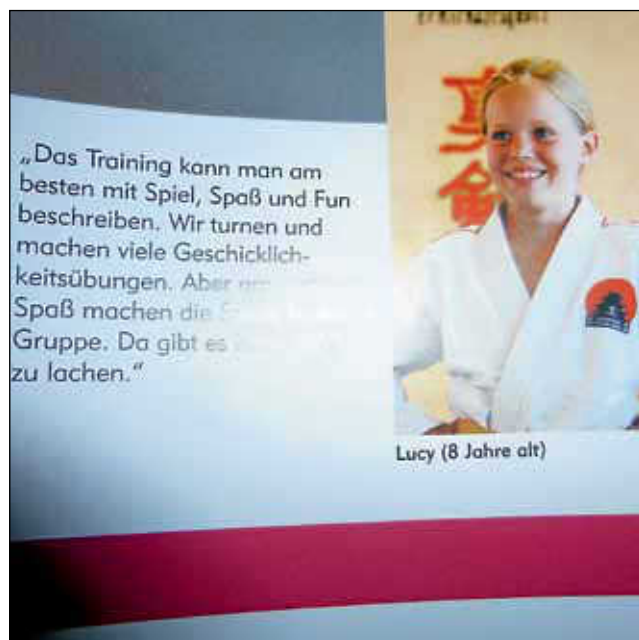 „Das Training kann man am
besten mit Spiel, Spaß und Fun
beschreiben. Wir turnen und
machen viele Geschicklich-
keitsübungen. Aber
Spaß machen die
Gruppe. Da gibt es
zu lachen.“
Lucy (8 Jahre alt)